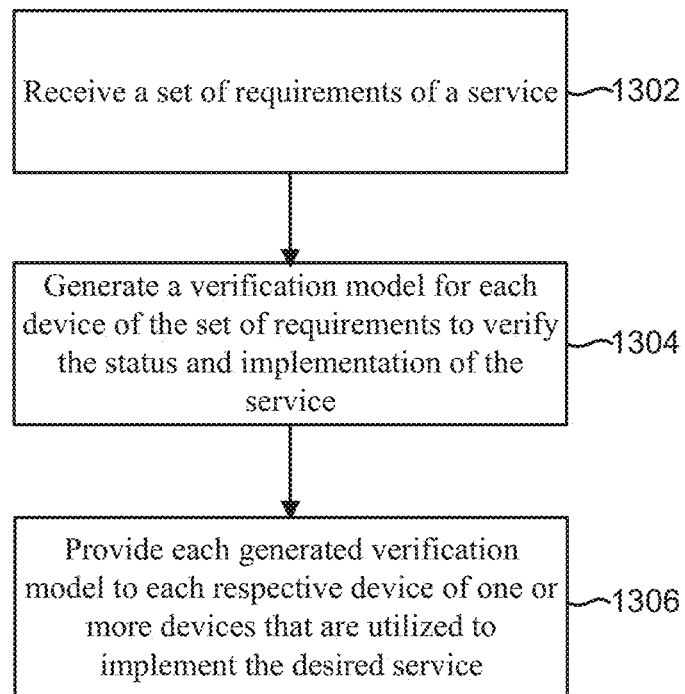 Receive a set of requirements of a service
1302
Generate a verification model for each
device of the set of requirements to verify
the status and implementation of the
service
1304
Provide each generated verification
model to each respective device of one or
more devices that are utilized to
implement the desired service
1306